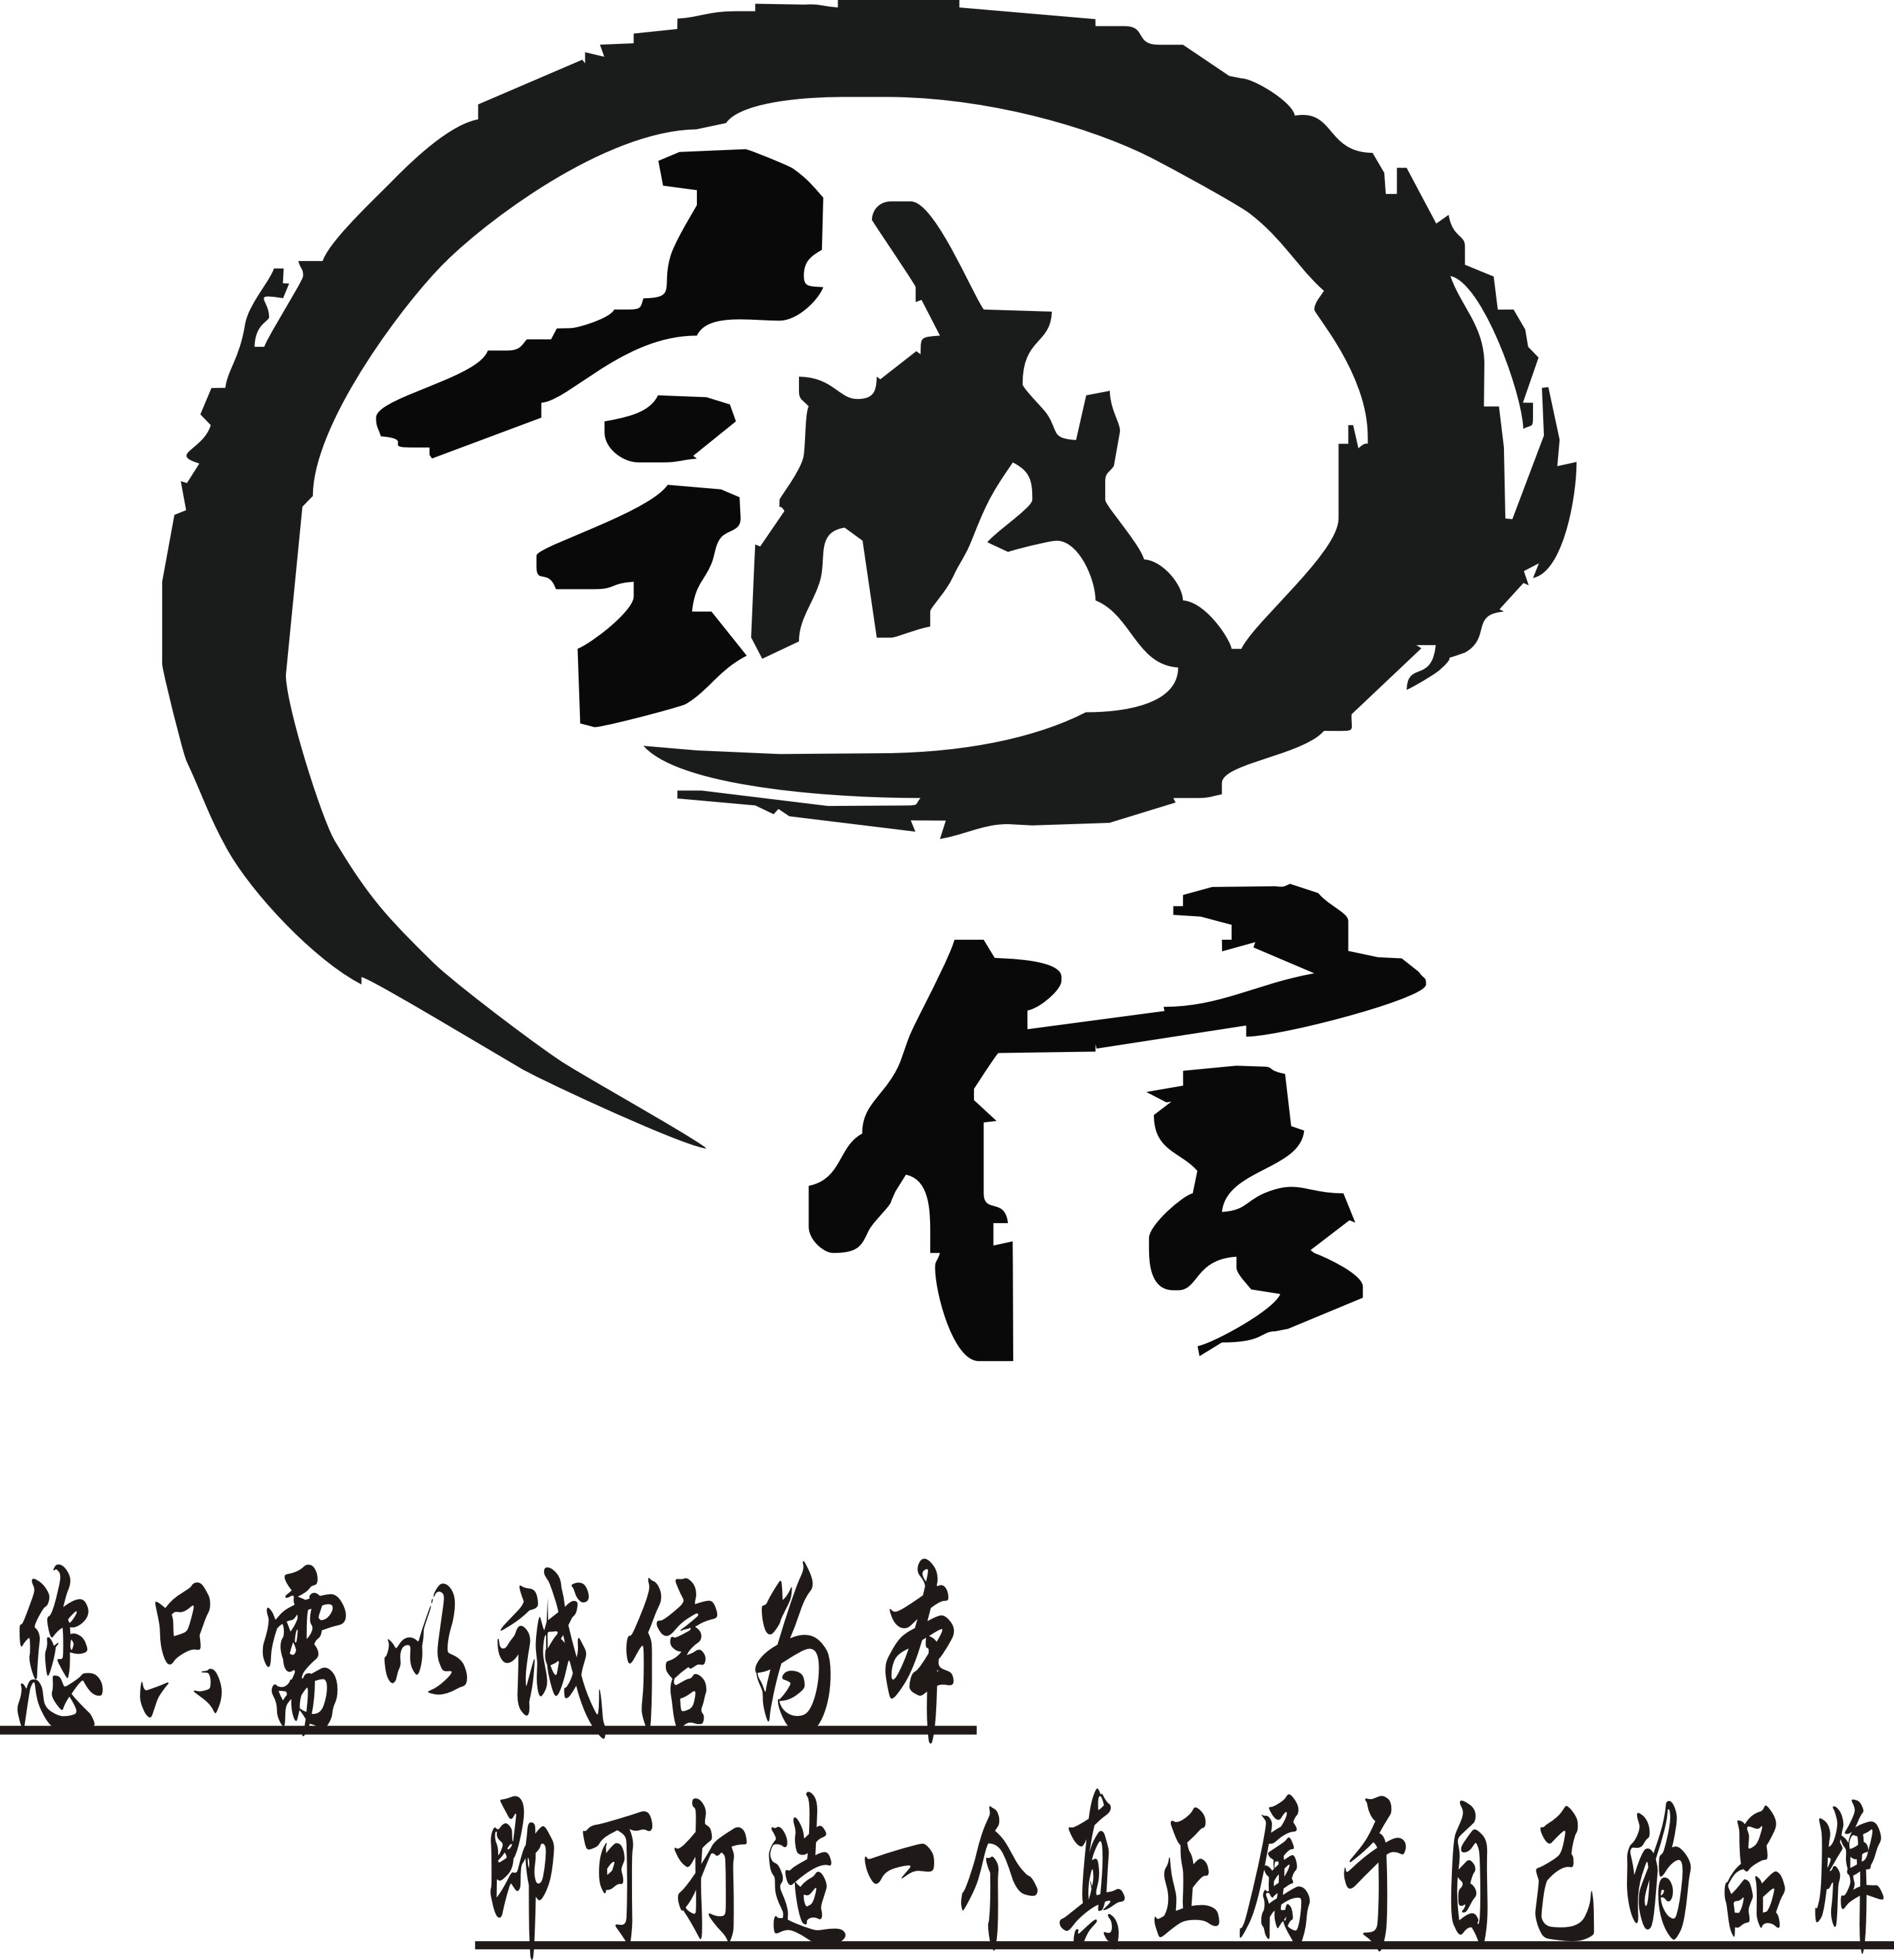 诚信
您只需以诚信为本
却可打造一个真正属于自己的品牌